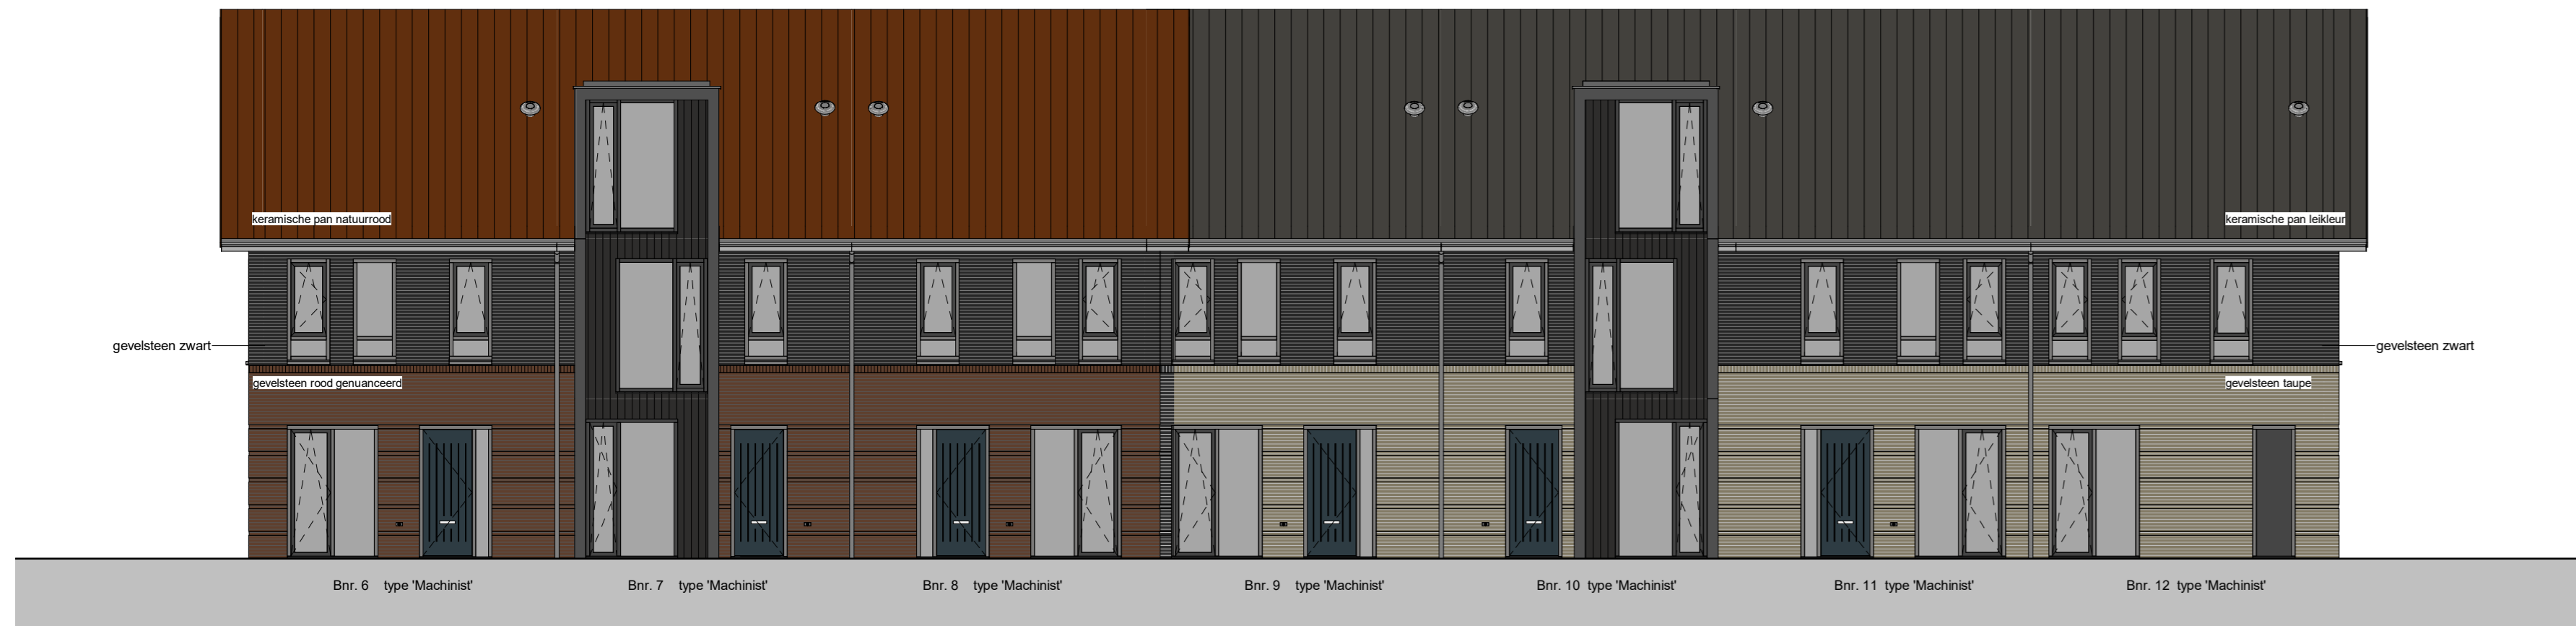 keramische pan natuurrood
keramische pan leikleur
gevelsteen zwart
gevelsteen zwart
gevelsteen rood genuanceerd
gevelsteen taupe
Bnr. 6 type 'Machinist'
Bnr. 7 type 'Machinist'
Bnr. 8 type 'Machinist'
Bnr. 9 type 'Machinist'
Bnr. 10 type 'Machinist'
Bnr. 11 type 'Machinist'
Bnr. 12 type 'Machinist'